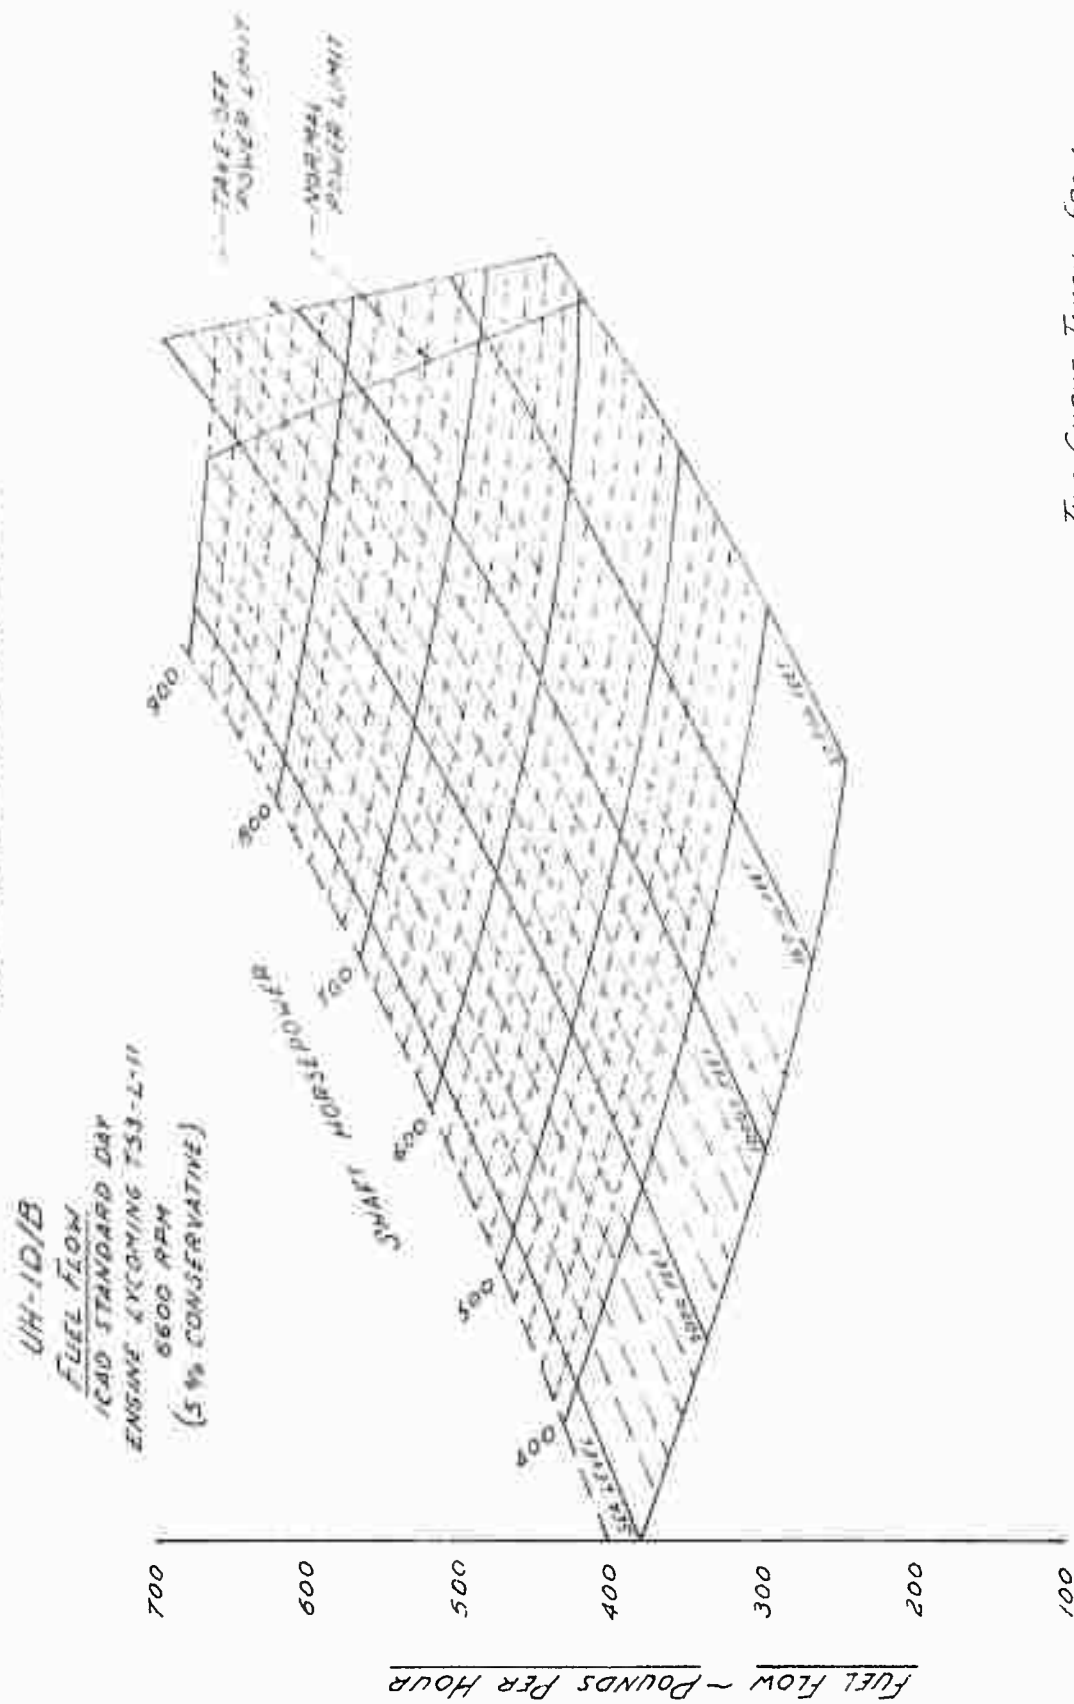 UH-1D/B
FUEL FLOW
ICAO STANDARD DAY
ENGINE LYCOMING T53-L-11
6600 RPM
(5% CONSERVATIVE)
TAKE-OFF
POWER LIMIT
NORMAL
POWER LIMIT
SHAFT HORSEPOWER
400
500
600
700
800
900
SEA LEVEL
5000 FEET
10000 FEET
FEET
FEET
FUEL FLOW ~ POUNDS PER HOUR
700
600
500
400
300
200
100